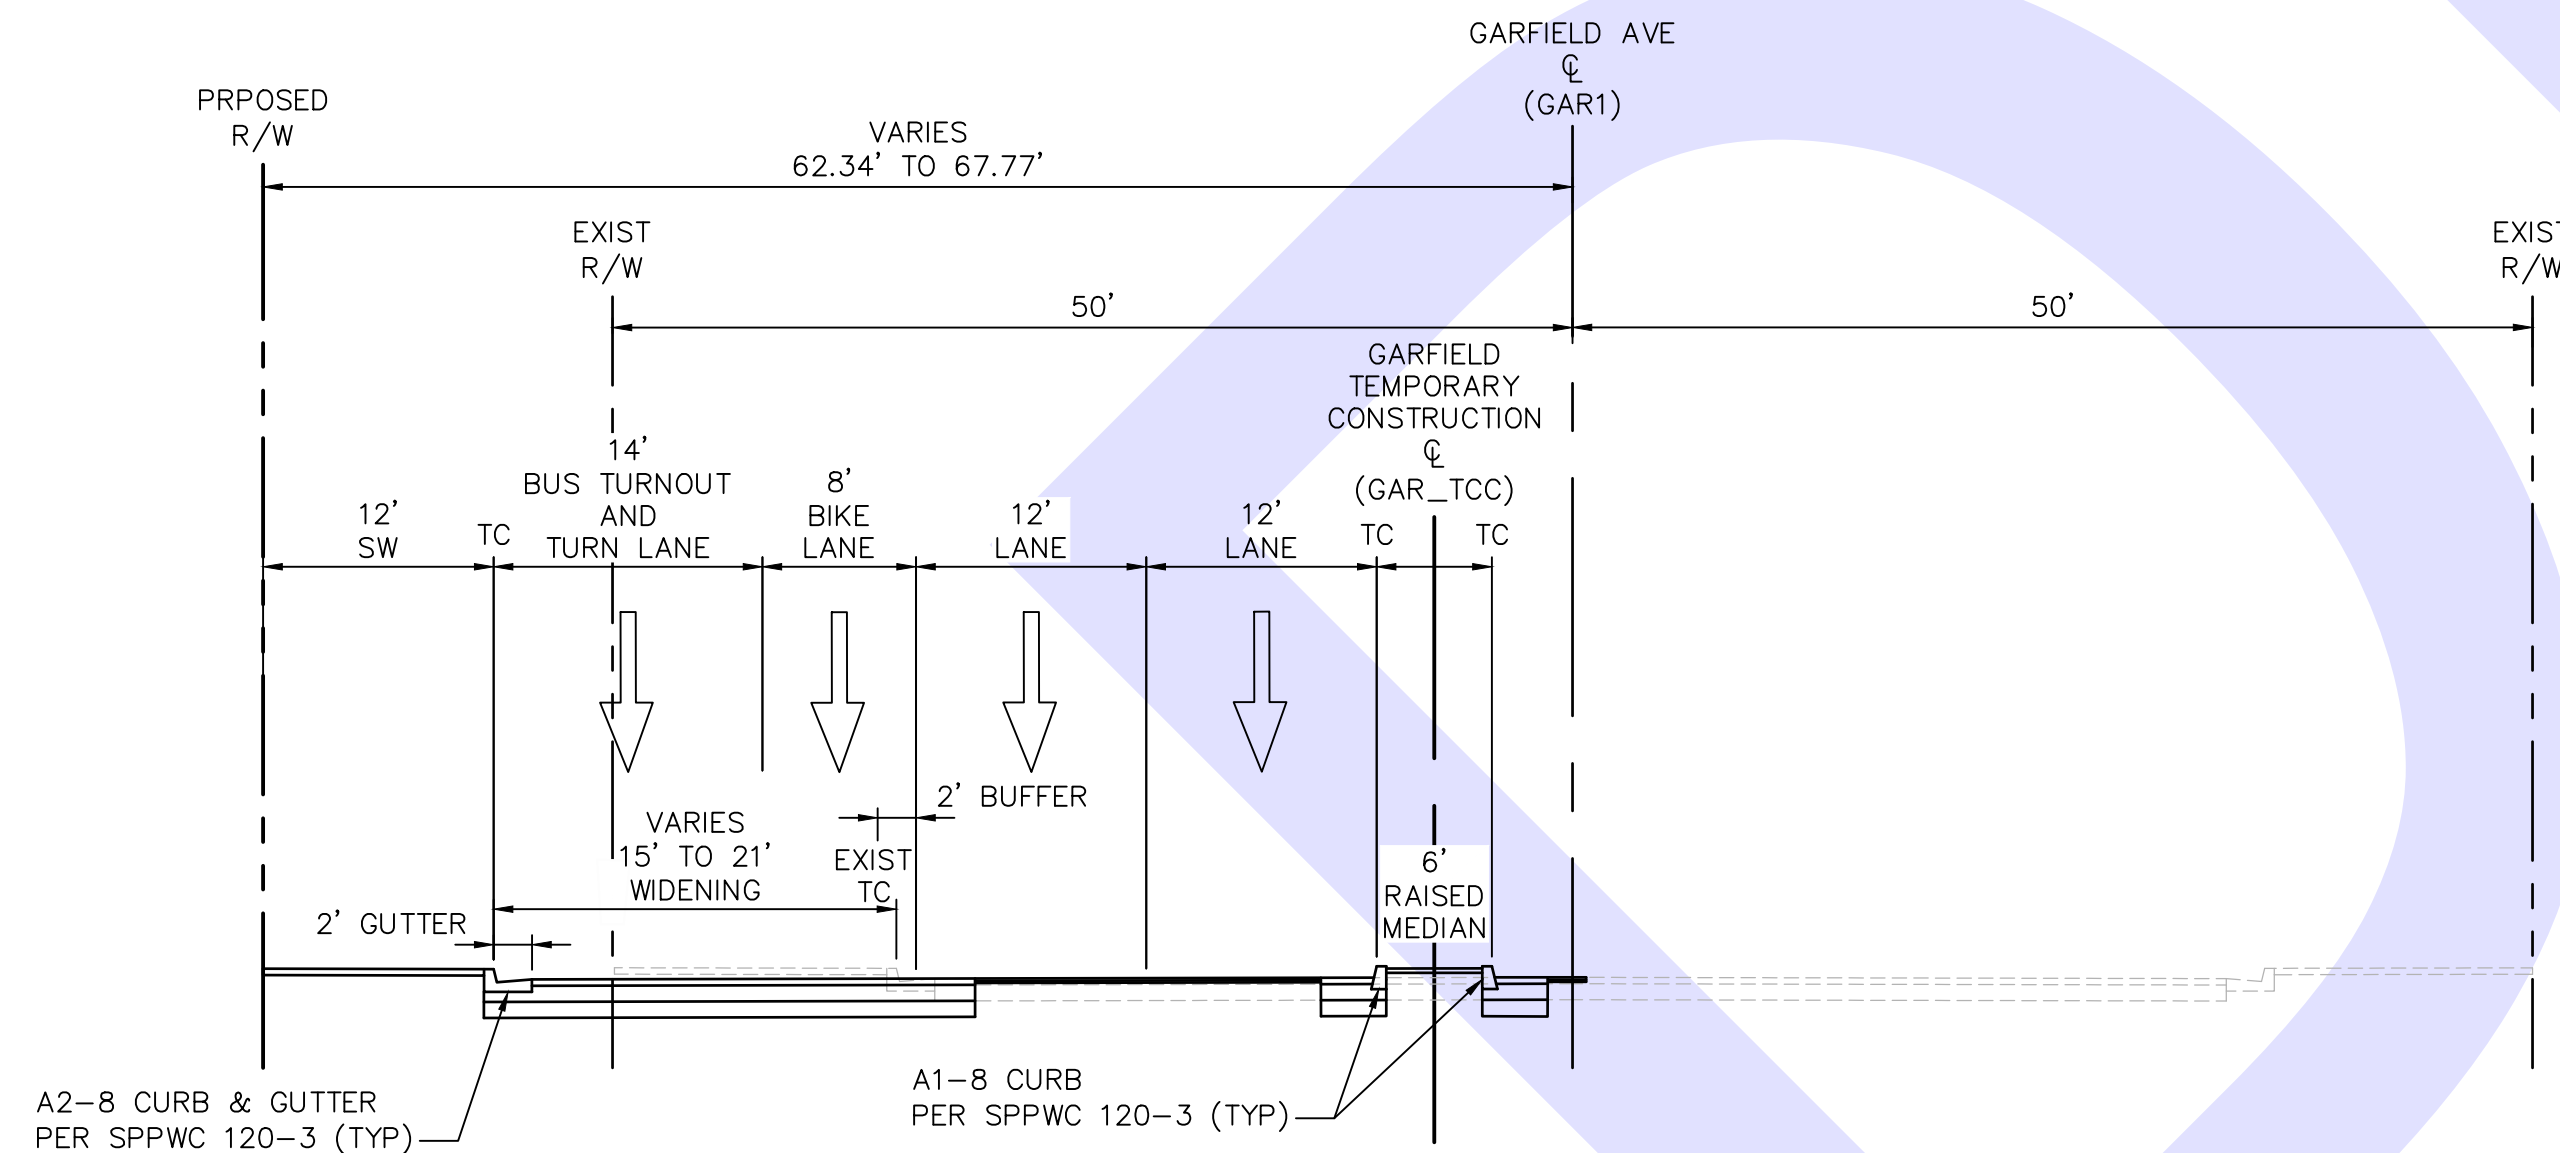 GARFIELD AVE
℄
(GAR1)
PRPOSED
R/W
VARIES
62.34' TO 67.77'
EXIST
R/W
EXIST
R/W
50'
50'
GARFIELD
TEMPORARY
CONSTRUCTION
℄
(GAR_TCC)
12'
SW
TC
14'
BUS TURNOUT
AND
TURN LANE
8'
BIKE
LANE
12'
LANE
12'
LANE
TC
TC
2' BUFFER
VARIES
15' TO 21'
WIDENING
EXIST
TC
6'
RAISED
MEDIAN
2' GUTTER
A2-8 CURB & GUTTER
PER SPPWC 120-3 (TYP)
A1-8 CURB
PER SPPWC 120-3 (TYP)